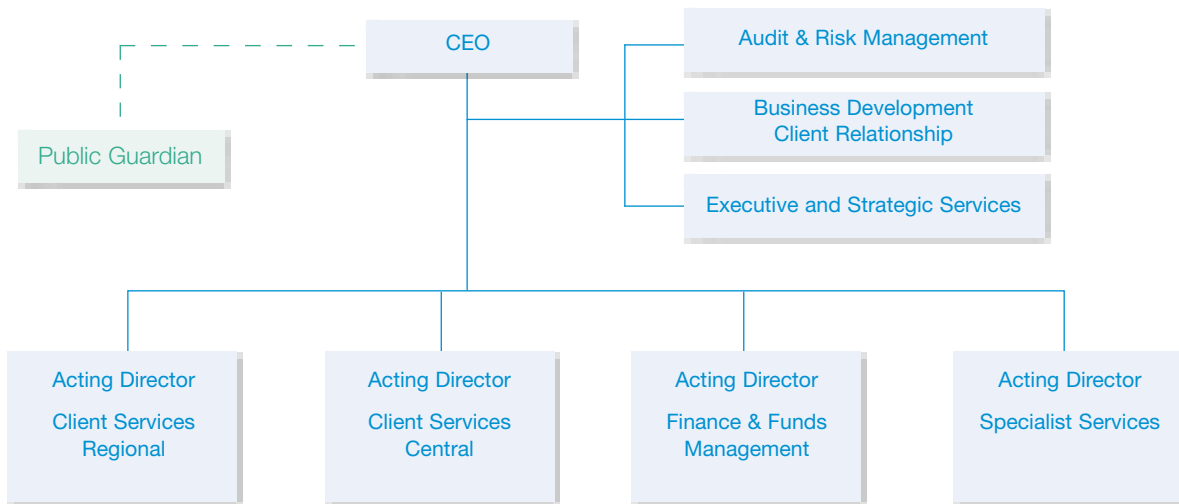 CEO
Audit & Risk Management
Business Development
Client Relationship
Public Guardian
Executive and Strategic Services
Acting Director
Client Services
Regional
Acting Director
Client Services
Central
Acting Director
Finance & Funds
Management
Acting Director
Specialist Services